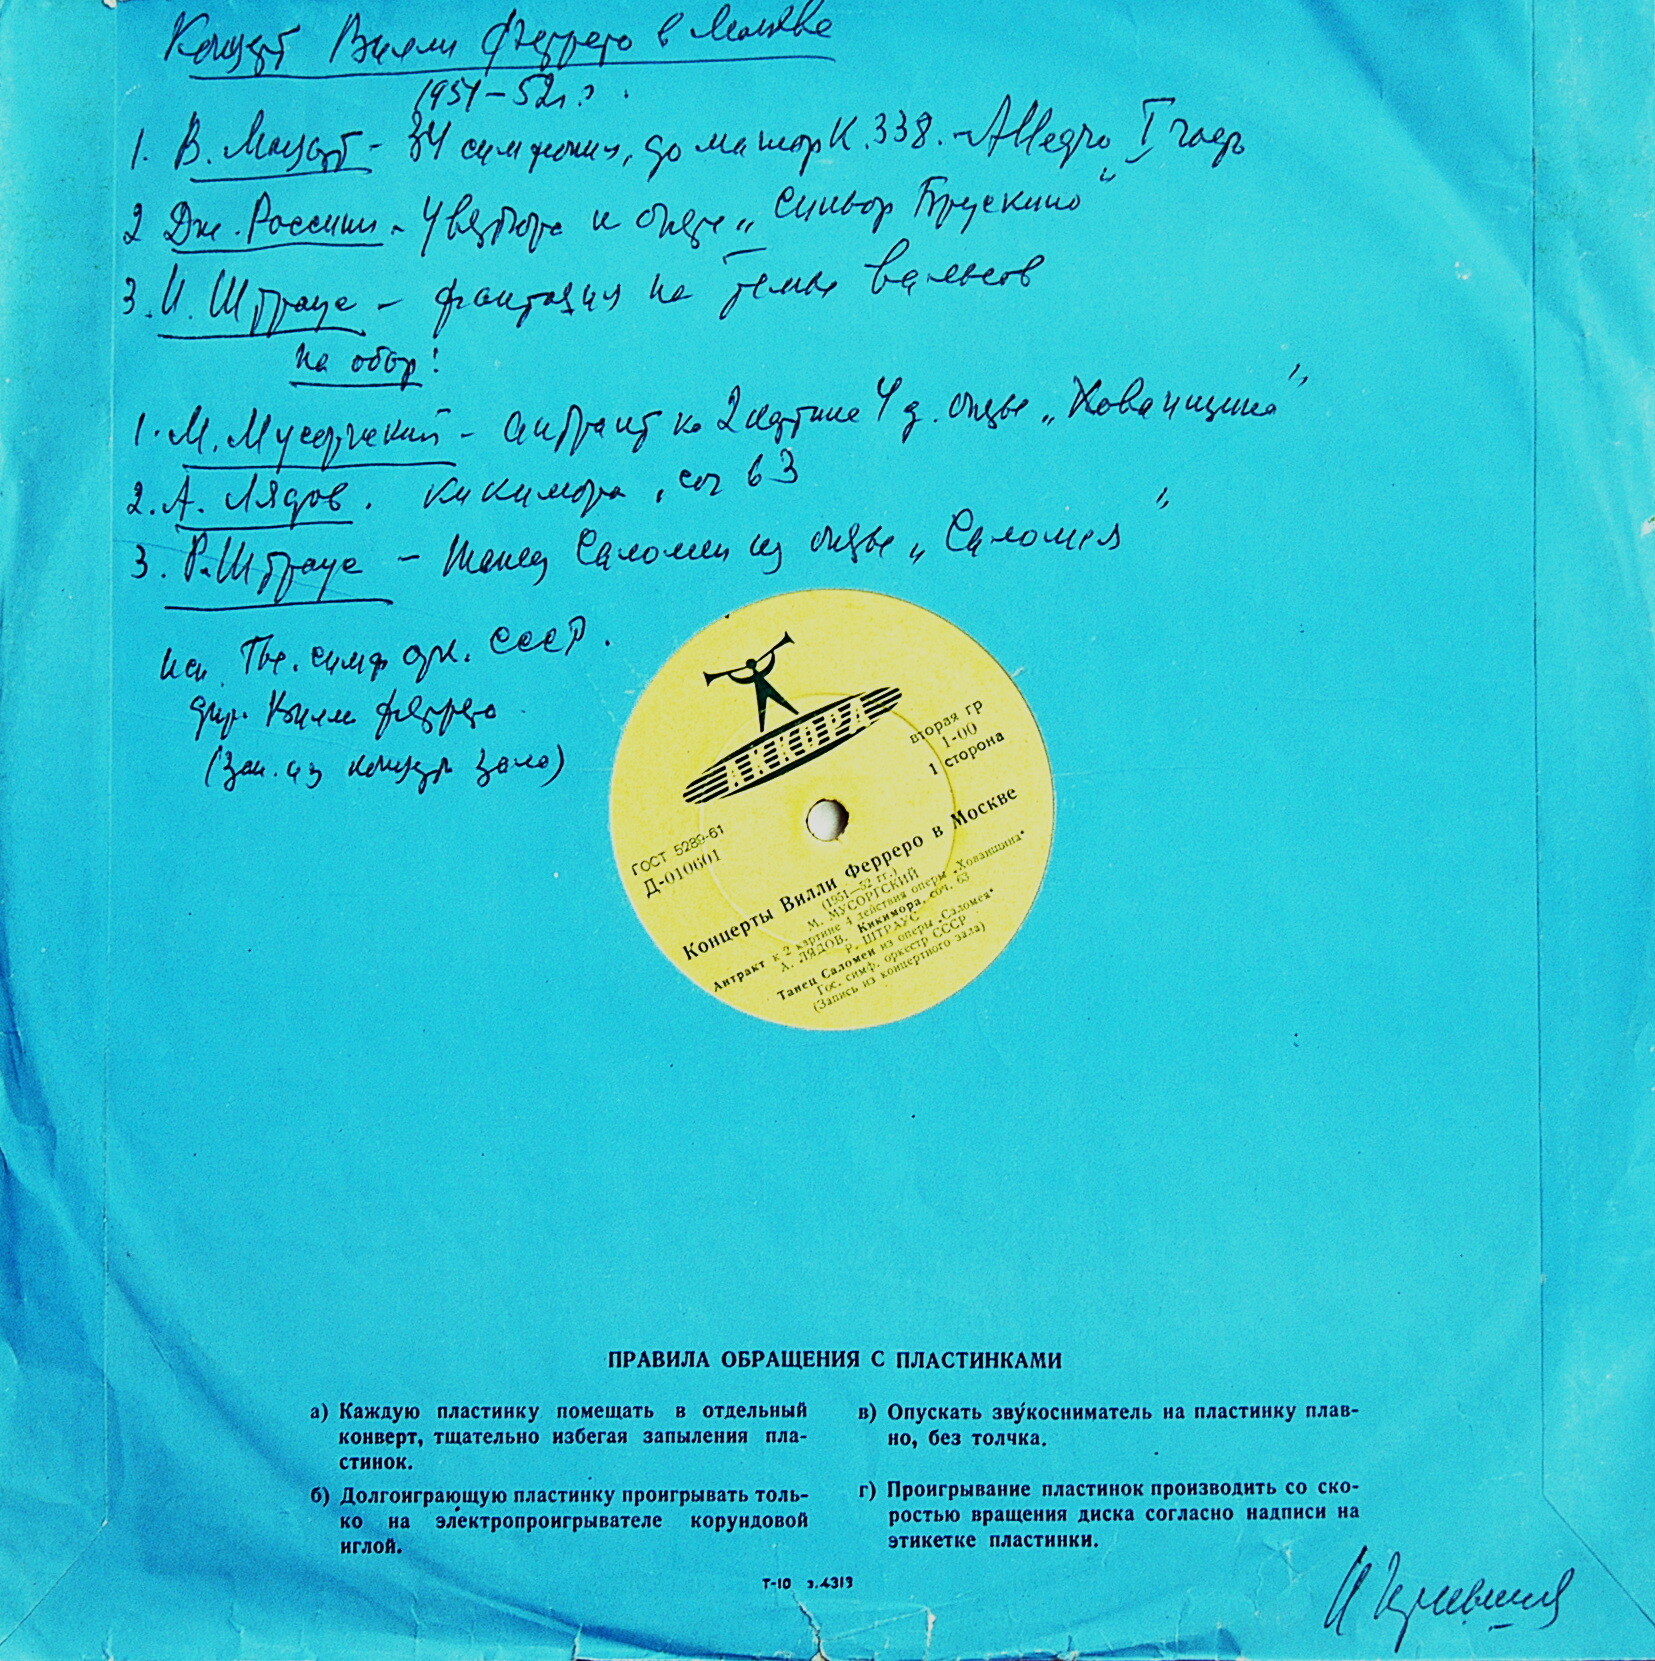 Концерт Вилли Ферреро в Москве
1951-52г.г.
1. В. Моцарт - 34 симфония, до мажор К.338. - Allegro I часть
2 Дж. Россини - Увертюра к опере „Синьор Брускино"
3. И. Штраус - фантазия на темы вальсов
на обор:
1. М. Мусоргский - антракт к 2 картине 4 д. оперы „Хованщина"
2. А. Лядов. Кикимора, соч 63
3. Р. Штраус - Танец Саломеи из оперы „Саломея"
исп. Гос. симф орк. СССР.
дир. Вилли Ферреро
(Зап. из концерт зала)
АККОРД
вторая гр
1-00
1 сторона
ГОСТ 5289-61
Д-010601
Концерты Вилли Ферреро в Москве
(1951—52 гг.)
М. МУСОРГСКИЙ
Антракт к 2 картине 4 действия оперы „Хованщина"
А. ЛЯДОВ. Кикимора, соч. 63
Р. ШТРАУС
Танец Саломеи из оперы „Саломея"
Гос. симф. оркестр СССР
(Запись из концертного зала)
ПРАВИЛА ОБРАЩЕНИЯ С ПЛАСТИНКАМИ
а) Каждую пластинку помещать в отдельный
конверт, тщательно избегая запыления пла-
стинок.
б) Долгоиграющую пластинку проигрывать толь-
ко на электропроигрывателе корундовой
иглой.
в) Опускать звукосниматель на пластинку плав-
но, без толчка.
г) Проигрывание пластинок производить со ско-
ростью вращения диска согласно надписи на
этикетке пластинки.
Т-10 з.4313